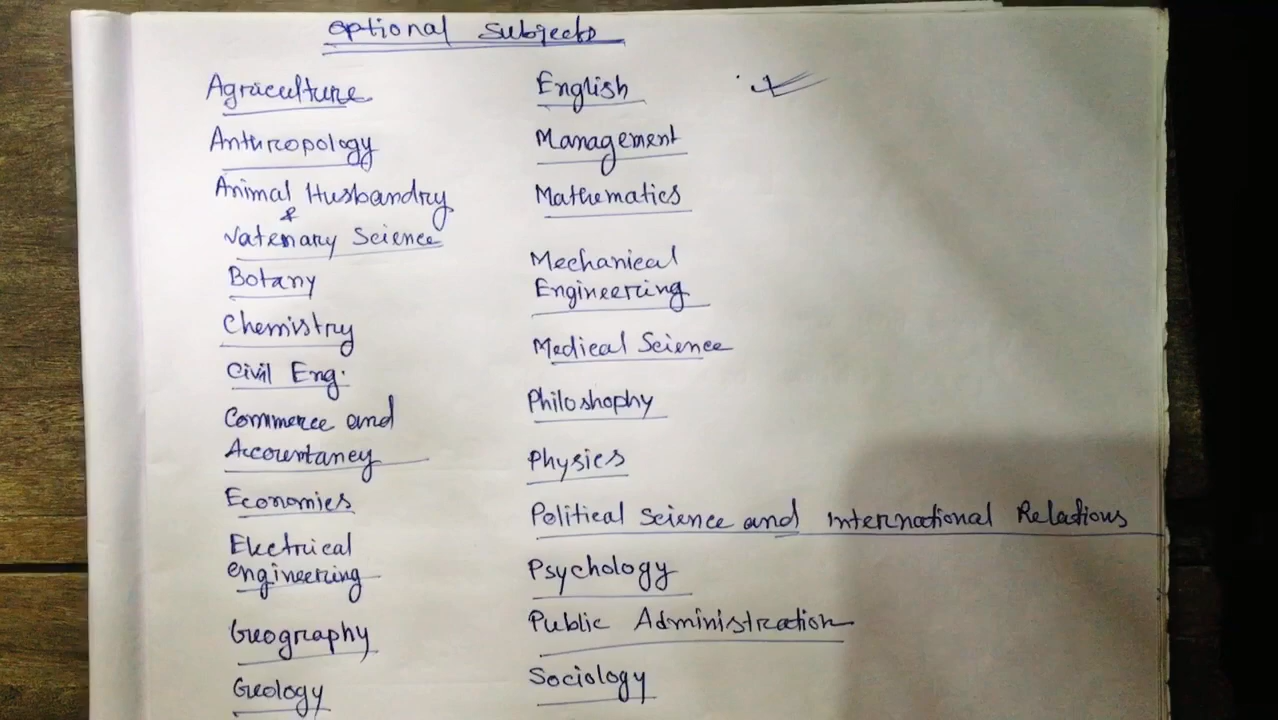 Optional Subjects
Agriculture
Anthropology
Animal Husbandry
&
Vatenary Science
Botany
Chemistry
Civil Eng.
Commerce and
Accountancy
Economics
Electrical
engineering
Geography
Geology
English
Management
Mathematics
Mechanical
Engineering
Medical Science
Philoshophy
Physics
Political Science and International Relations
Psychology
Public Administration
Sociology